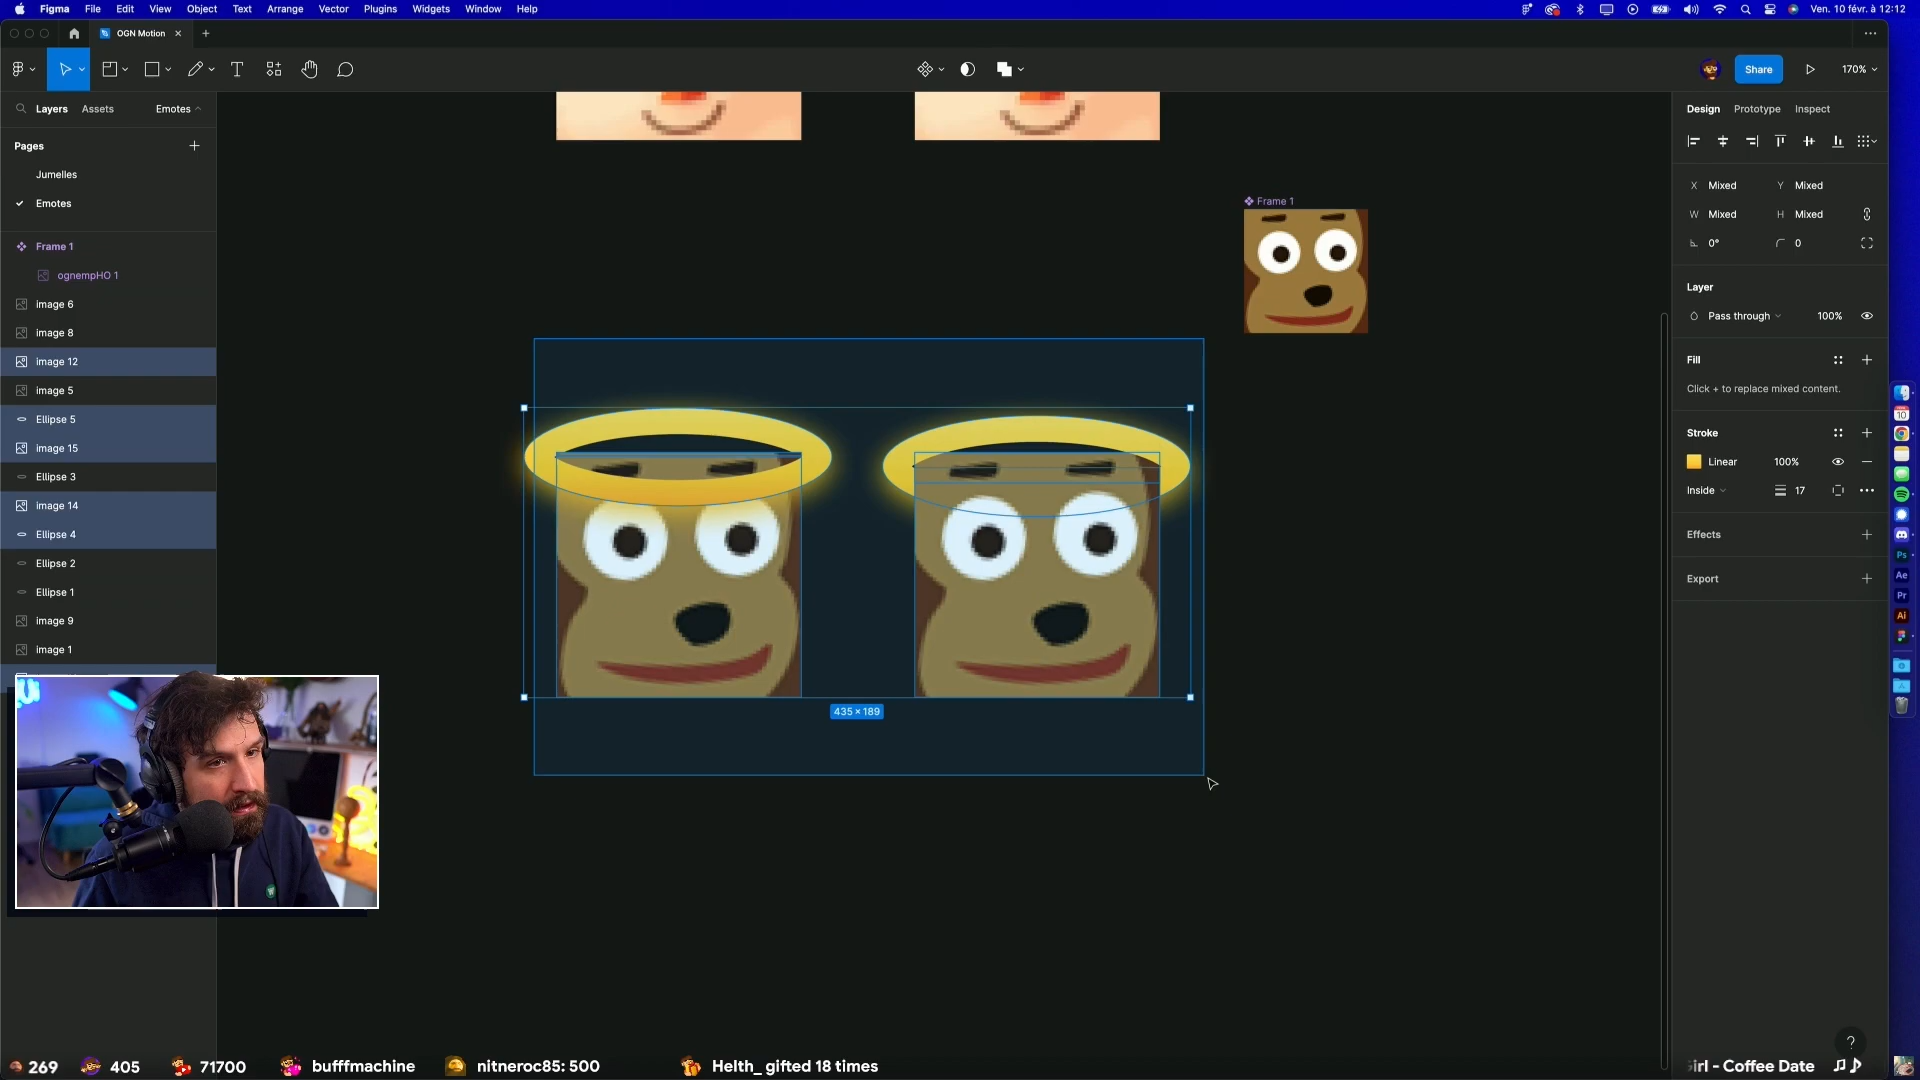 Figma File Edit View Object Text Arrange Vector Plugins Widgets Window Help
Ven. 10 févr. à 12:12
OGN Motion
Share
170%
Layers Assets Emotes
Design Prototype Inspect
Pages
Jumelles
Emotes
Frame 1
ognempHO 1
image 6
image 8
image 12
image 5
Ellipse 5
image 15
Ellipse 3
image 14
Ellipse 4
Ellipse 2
Ellipse 1
image 9
image 1
Frame 1
435 × 189
X Mixed Y Mixed
W Mixed H Mixed
0° 0
Layer
Pass through 100%
Fill
Click + to replace mixed content.
Stroke
Linear 100%
Inside 17
Effects
Export
10
Ps
Ae
Pr
Ai
W
?
269 405 71700 bufffmachine nitneroc85: 500 Helth_ gifted 18 times
irl - Coffee Date